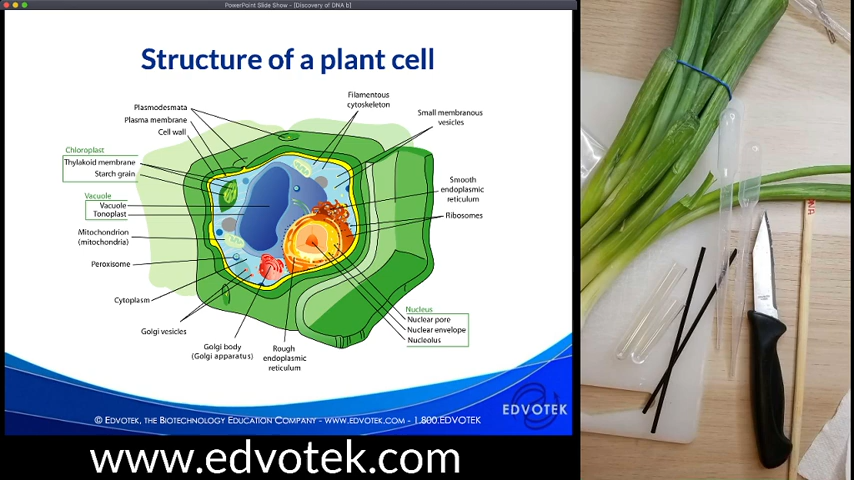 PowerPoint Slide Show - [Discovery of DNA b]
Structure of a plant cell
Plasmodesmata
Plasma membrane
Cell wall
Chloroplast
Thylakoid membrane
Starch grain
Vacuole
Vacuole
Tonoplast
Mitochondrion
(mitochondria)
Peroxisome
Cytoplasm
Golgi vesicles
Golgi body
(Golgi apparatus)
Rough
endoplasmic
reticulum
Filamentous
cytoskeleton
Small membranous
vesicles
Smooth
endoplasmic
reticulum
Ribosomes
Nucleus
Nuclear pore
Nuclear envelope
Nucleolus
© EDVOTEK, THE BIOTECHNOLOGY EDUCATION COMPANY - WWW.EDVOTEK.COM - 1.800.EDVOTEK
EDVOTEK
www.edvotek.com